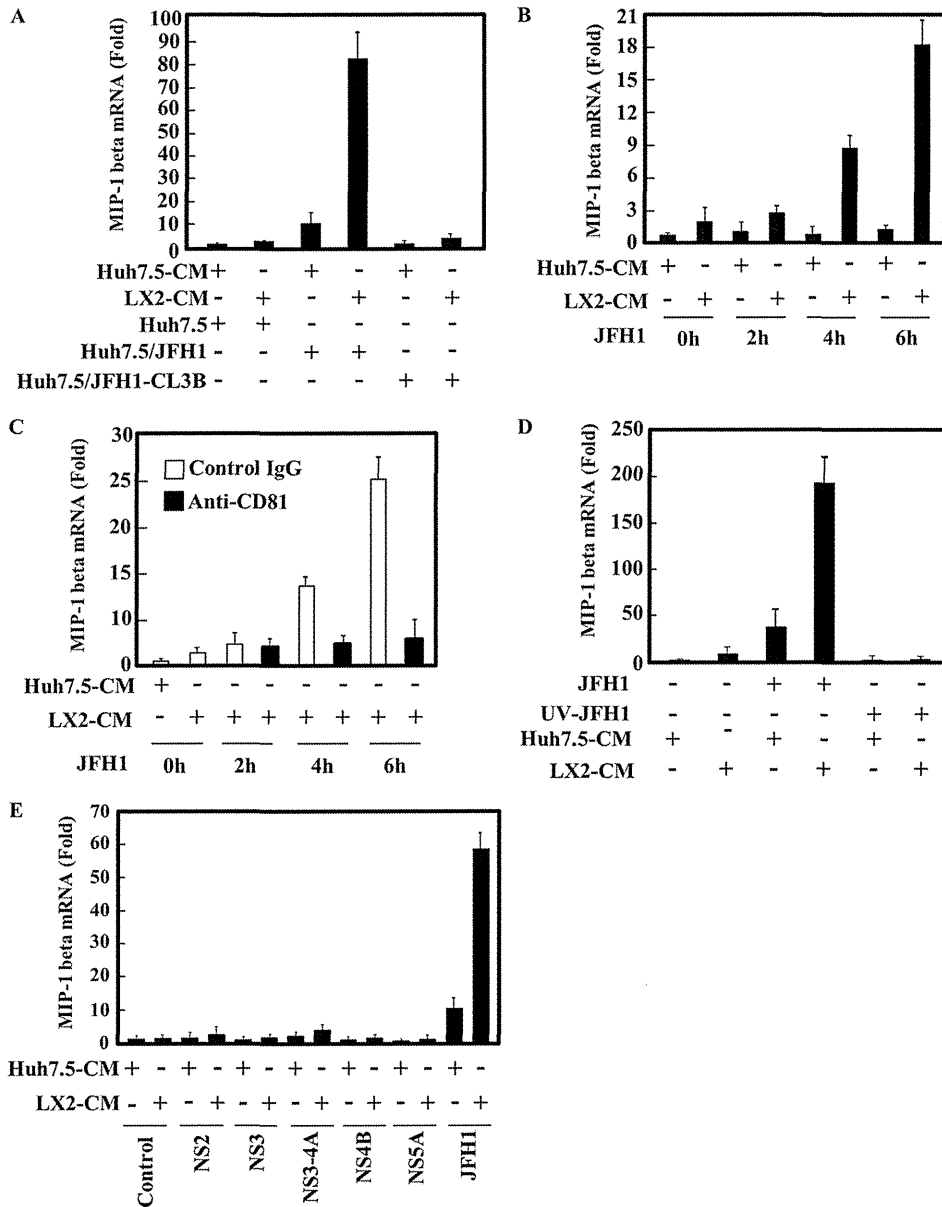 A
MIP-1 beta mRNA (Fold)
100
90
80
70
60
50
40
30
20
10
0
Huh7.5-CM + - + - + -
LX2-CM - + - + - +
Huh7.5 + + - - - -
Huh7.5/JFH1 - - + + - -
Huh7.5/JFH1-CL3B - - - - + +
B
MIP-1 beta mRNA (Fold)
21
18
15
12
9
6
3
0
Huh7.5-CM + - + - + - + -
LX2-CM - + - + - + - +
JFH1 0h 2h 4h 6h
C
MIP-1 beta mRNA (Fold)
30
25
20
15
10
5
0
Control IgG
Anti-CD81
Huh7.5-CM + - - - - - - -
LX2-CM - + + + + + + +
JFH1 0h 2h 4h 6h
D
MIP-1 beta mRNA (Fold)
250
200
150
100
50
0
JFH1 - - + + - -
UV-JFH1 - - - - + +
Huh7.5-CM + - + - + -
LX2-CM - + - + - +
E
MIP-1 beta mRNA (Fold)
70
60
50
40
30
20
10
0
Huh7.5-CM + - + - + - + - + - + - + -
LX2-CM - + - + - + - + - + - + - +
Control NS2 NS3 NS3-4A NS4B NS5A JFH1